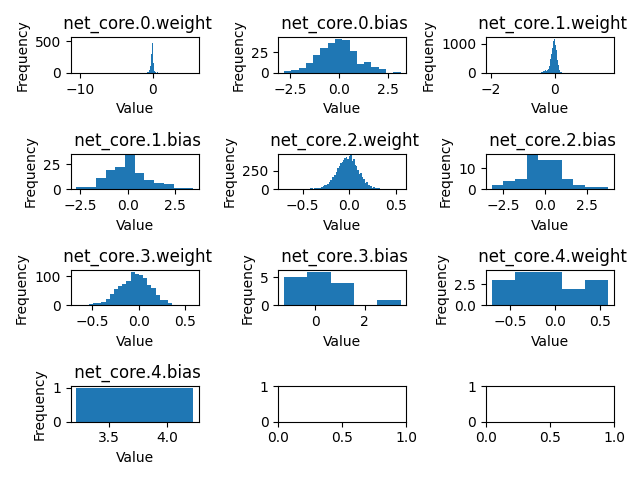 net_core.0.weight
Frequency
500
0
−10
0
Value
net_core.0.bias
Frequency
25
0
−2.5
0.0
2.5
Value
net_core.1.weight
Frequency
1000
0
−2
0
Value
net_core.1.bias
Frequency
25
0
−2.5
0.0
2.5
Value
net_core.2.weight
Frequency
250
0
−0.5
0.0
0.5
Value
net_core.2.bias
Frequency
10
0
−2.5
0.0
2.5
Value
net_core.3.weight
Frequency
100
0
−0.5
0.0
0.5
Value
net_core.3.bias
Frequency
5
0
0
2
Value
net_core.4.weight
Frequency
2.5
0.0
−0.5
0.0
0.5
Value
net_core.4.bias
Frequency
1
0
3.5
4.0
Value
1
0
0.0
0.5
1.0
1
0
0.0
0.5
1.0